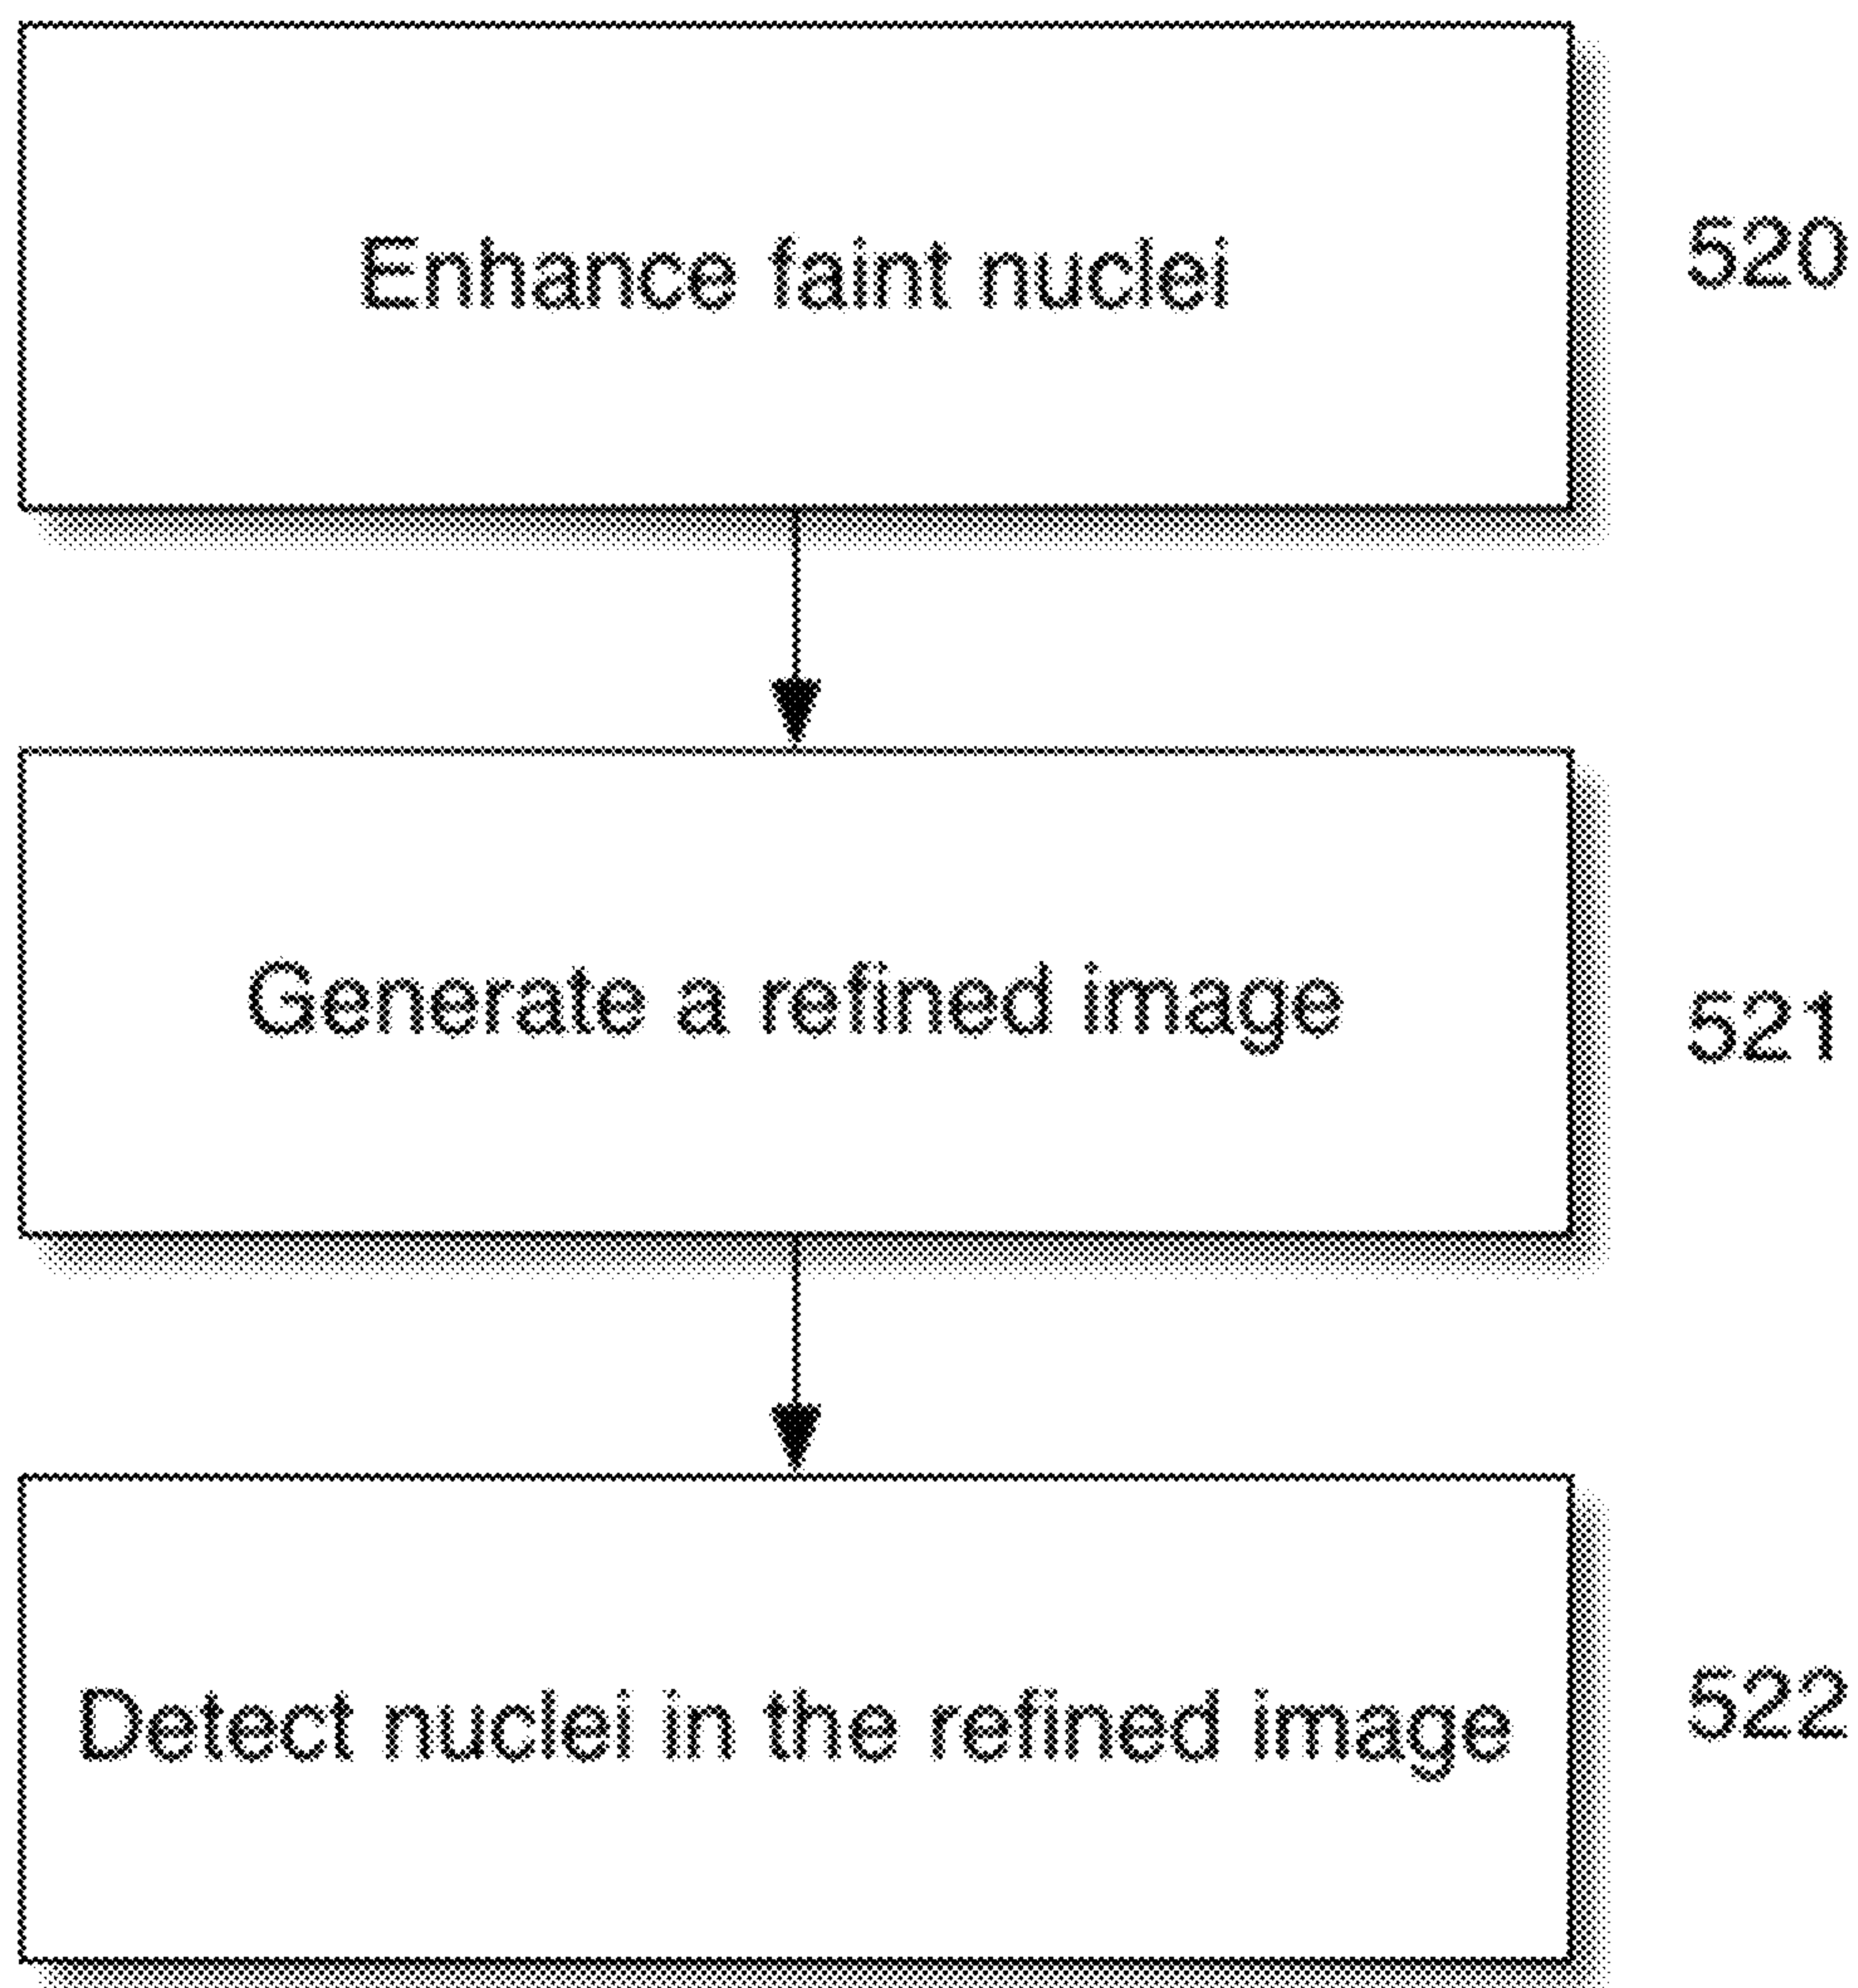 Enhance faint nuclei
520
Generate a refined image
521
Detect nuclei in the refined image
522